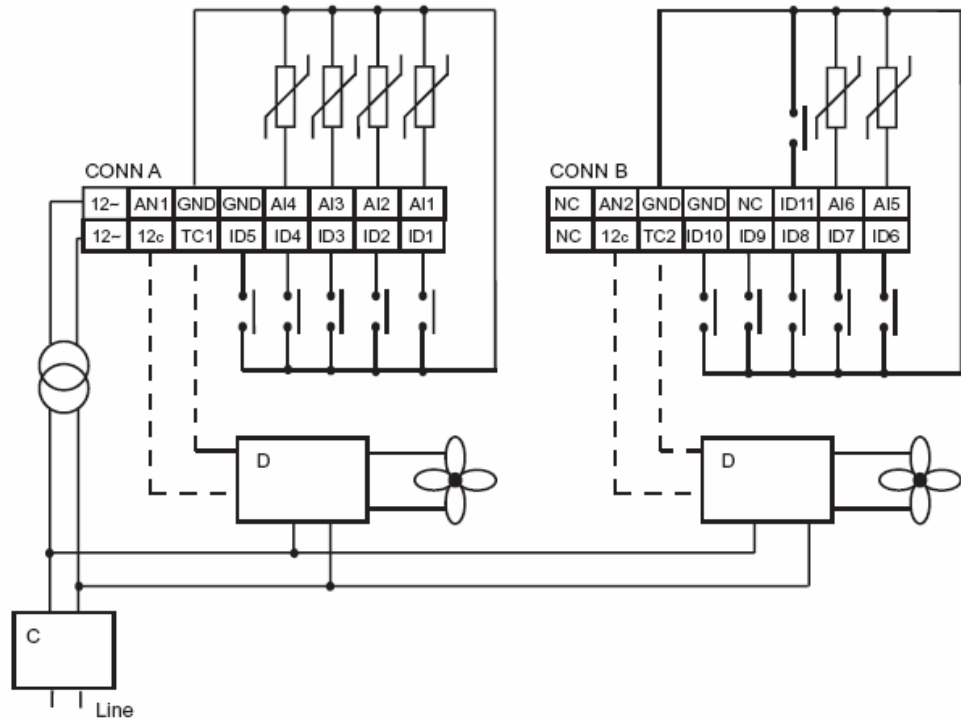 CONN A
12~ AN1 GND GND AI4 AI3 AI2 AI1
12~ 12c TC1 ID5 ID4 ID3 ID2 ID1
CONN B
NC AN2 GND GND NC ID11 AI6 AI5
NC 12c TC2 ID10 ID9 ID8 ID7 ID6
D
D
C
Line